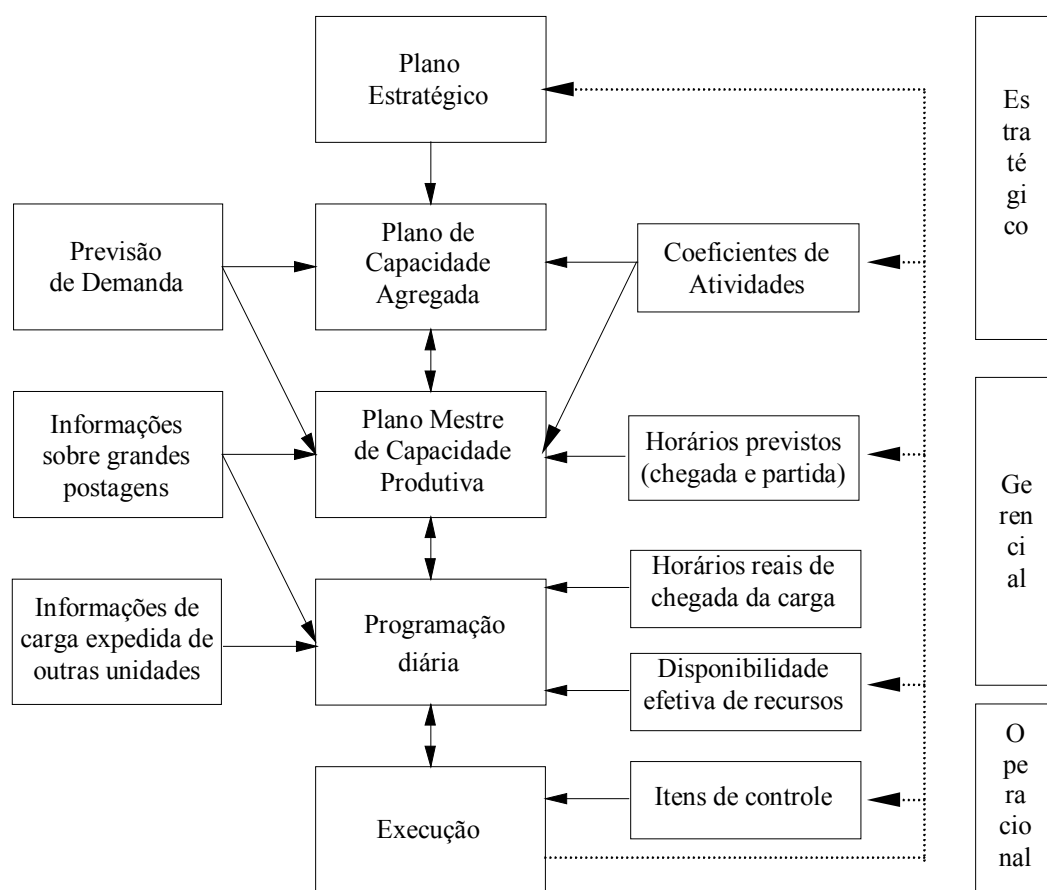 Plano
Estratégico
Previsão
de Demanda
Plano de
Capacidade
Agregada
Coeficientes de
Atividades
Informações
sobre grandes
postagens
Plano Mestre
de Capacidade
Produtiva
Horários previstos
(chegada e partida)
Horários reais de
chegada da carga
Informações de
carga expedida de
outras unidades
Programação
diária
Disponibilidade
efetiva de recursos
Execução
Itens de controle
Es
tra
té
gi
co
Ge
ren
ci
al
O
pe
ra
cio
nal